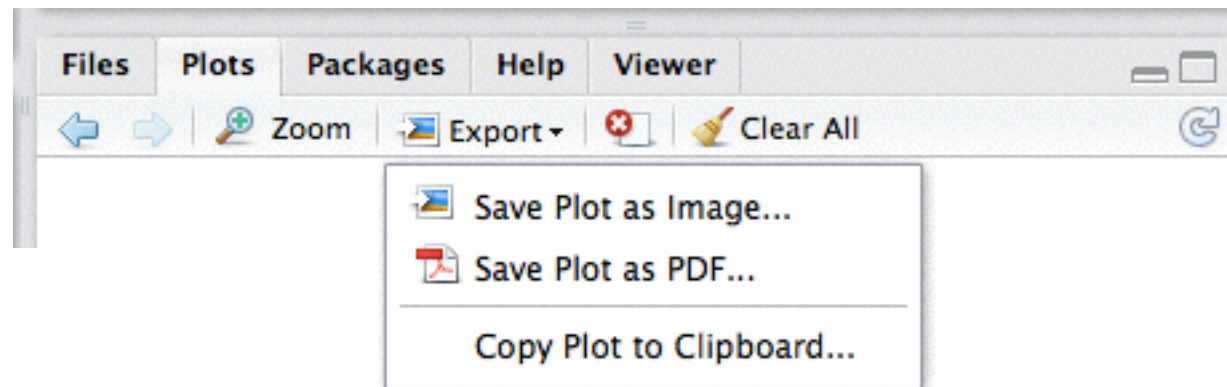 Files Plots Packages Help Viewer
Zoom Export Clear All
Save Plot as Image...
Save Plot as PDF...
Copy Plot to Clipboard...